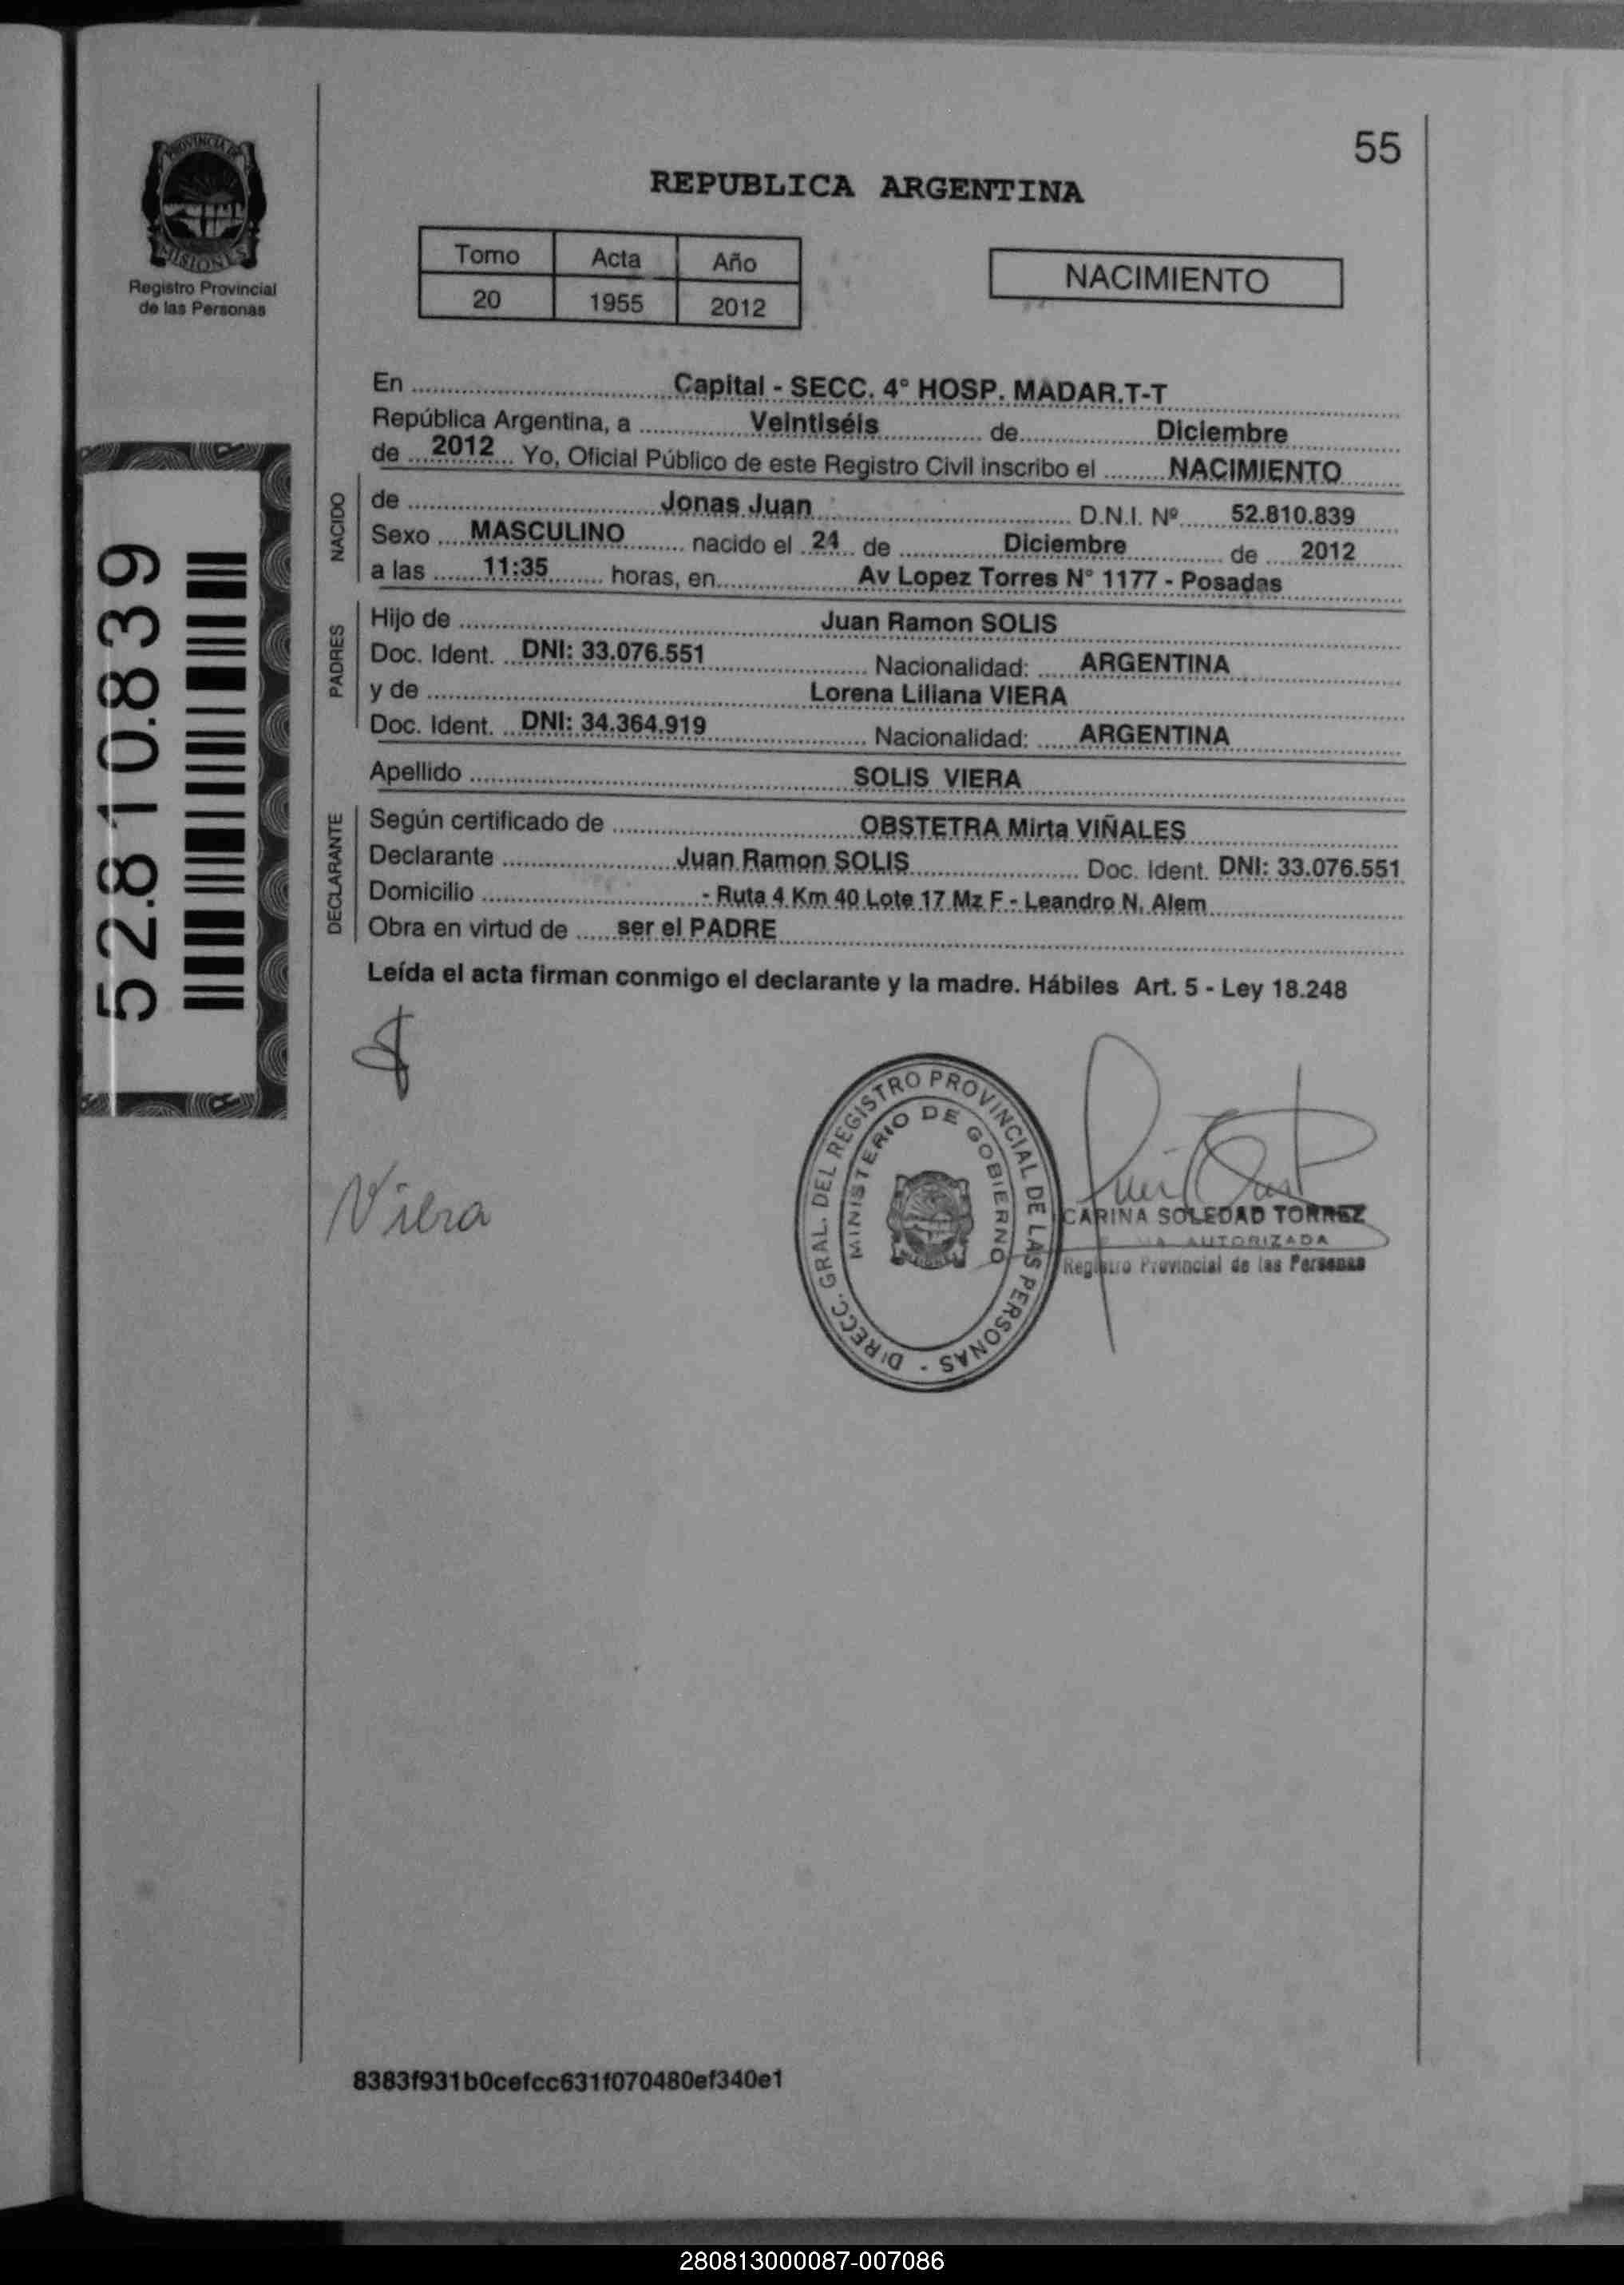 55
PROVINCIA DE
MISIONES
Registro Provincial
de las Personas
REPUBLICA ARGENTINA
Tomo Acta Año
20 1955 2012
NACIMIENTO
En ..... Capital - SECC. 4° HOSP. MADAR.T-T
República Argentina, a ..... Veintiséis ..... de ..... Diciembre
de .... 2012 ... Yo, Oficial Público de este Registro Civil inscribo el ..... NACIMIENTO
NACIDO
de ..... Jonas Juan ..... D.N.I. Nº ..... 52.810.839
Sexo .... MASCULINO ..... nacido el .. 24 .. de ..... Diciembre ..... de ..... 2012
a las ..... 11:35 ..... horas, en ..... Av Lopez Torres N° 1177 - Posadas
PADRES
Hijo de ..... Juan Ramon SOLIS
Doc. Ident. ... DNI: 33.076.551 ..... Nacionalidad: ..... ARGENTINA
y de ..... Lorena Liliana VIERA
Doc. Ident. ... DNI: 34.364.919 ..... Nacionalidad: ..... ARGENTINA
Apellido ..... SOLIS VIERA
DECLARANTE
Según certificado de ..... OBSTETRA Mirta VIÑALES
Declarante ..... Juan Ramon SOLIS ..... Doc. Ident. DNI: 33.076.551
Domicilio ..... - Ruta 4 Km 40 Lote 17 Mz F - Leandro N. Alem
Obra en virtud de ..... ser el PADRE
Leída el acta firman conmigo el declarante y la madre. Hábiles Art. 5 - Ley 18.248
52.810.839
Viera
DIRECC. GRAL. DEL REGISTRO PROVINCIAL DE LAS PERSONAS -
MINISTERIO DE GOBIERNO
CARINA SOLEDAD TORREZ
AUTORIZADA
Registro Provincial de las Personas
8383f931b0cefcc631f070480ef340e1
280813000087-007086